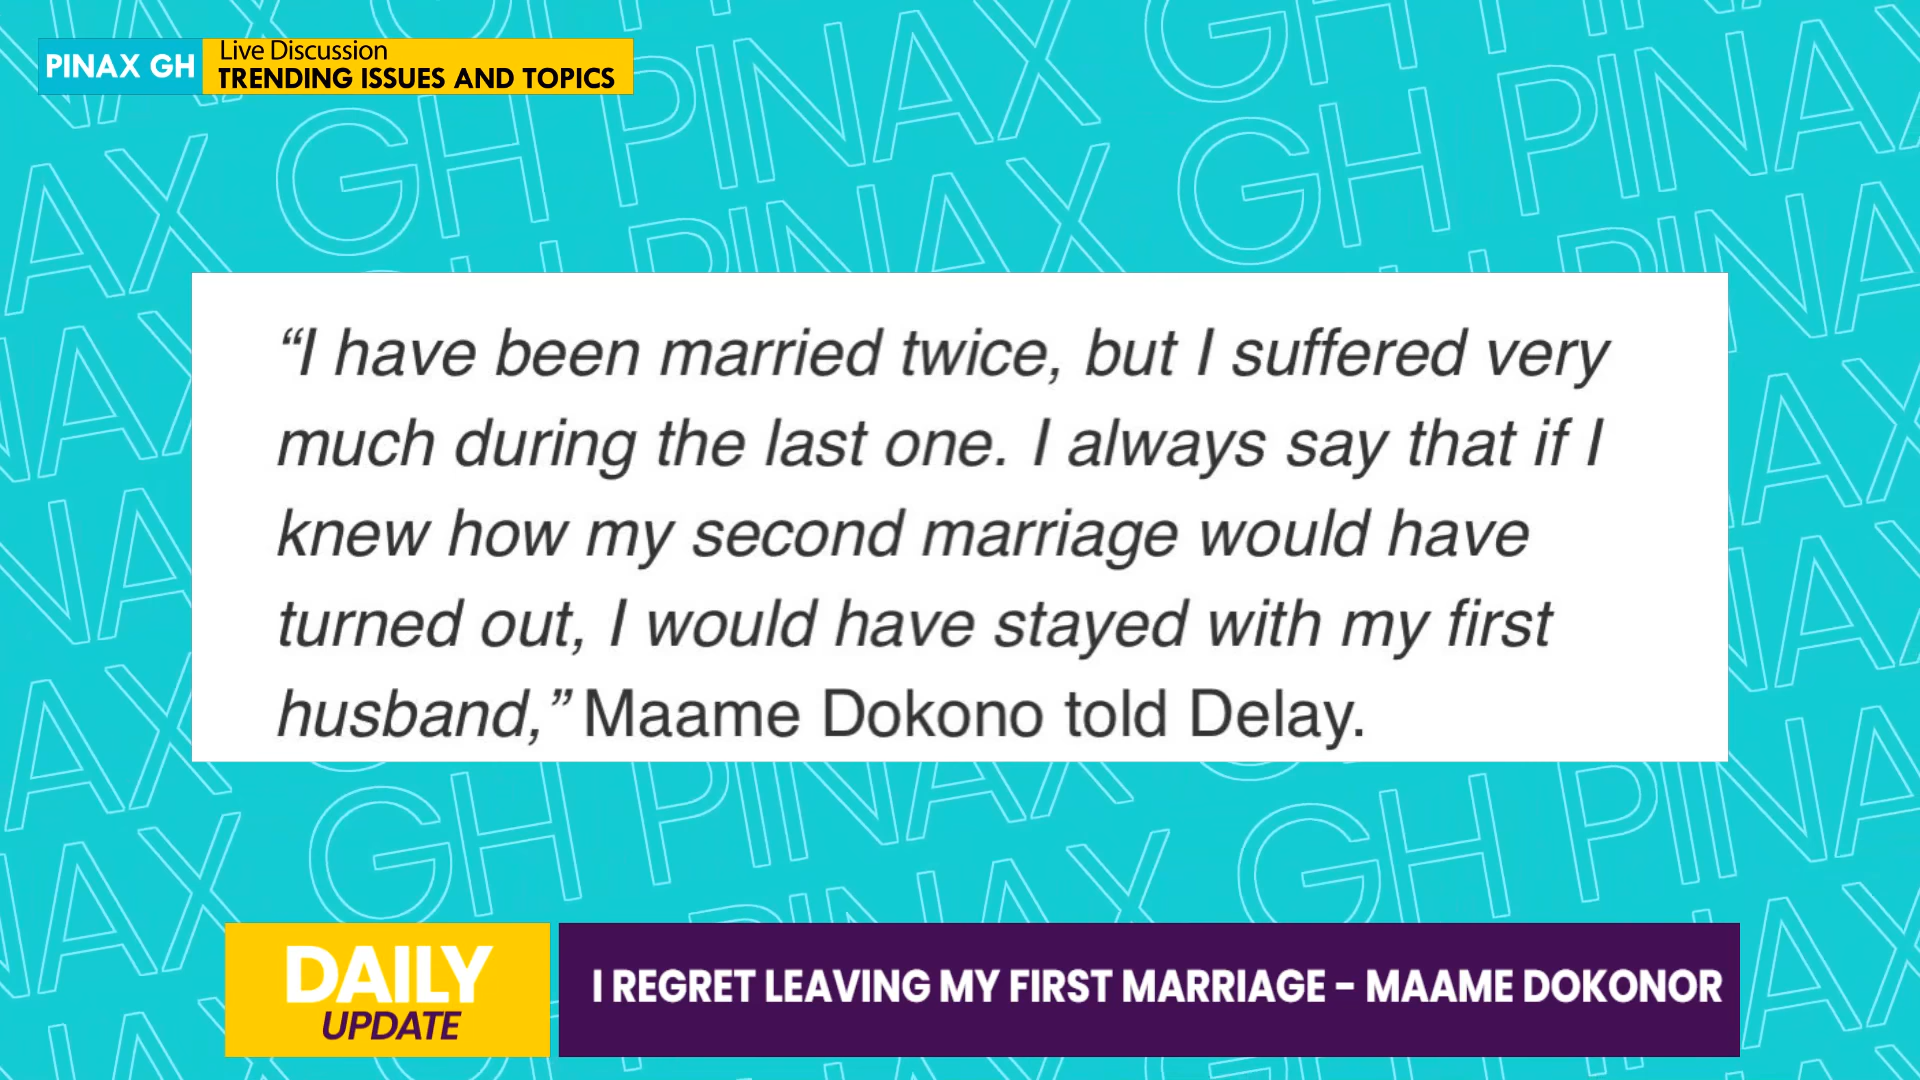 PINAX GH
Live Discussion
TRENDING ISSUES AND TOPICS
“I have been married twice, but I suffered very
much during the last one. I always say that if I
knew how my second marriage would have
turned out, I would have stayed with my first
husband,” Maame Dokono told Delay.
DAILY
UPDATE
I REGRET LEAVING MY FIRST MARRIAGE - MAAME DOKONOR